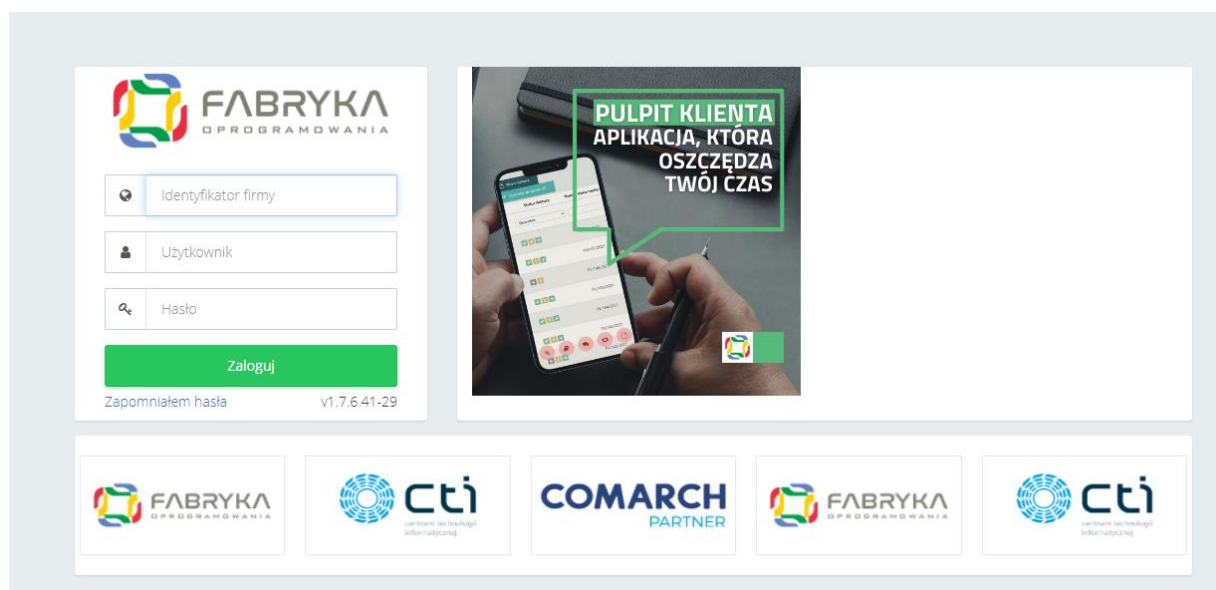 FABRYKA
OPROGRAMOWANIA
Identyfikator firmy
Użytkownik
Hasło
Zaloguj
Zapomniałem hasła
v1.7.6.41-29
PULPIT KLIENTA
APLIKACJA, KTÓRA
OSZCZĘDZA
TWÓJ CZAS
FABRYKA
OPROGRAMOWANIA
cti
centrum technologii
informatycznej
COMARCH
PARTNER
FABRYKA
OPROGRAMOWANIA
cti
centrum technologii
informatycznej